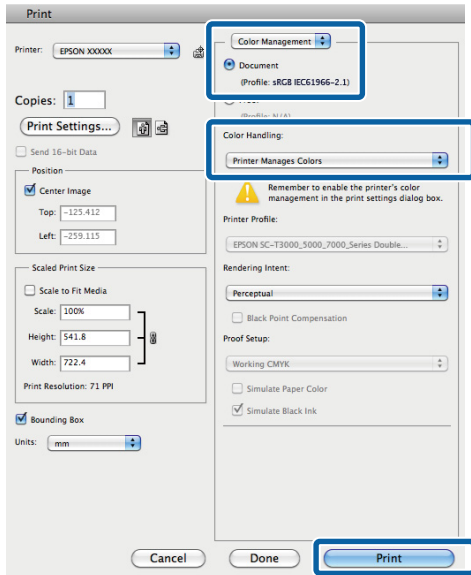 Print
Printer: EPSON XXXXX
Copies: 1
Print Settings...
Send 16-bit Data
Position
Center Image
Top: -125.412
Left: -259.115
Scaled Print Size
Scale to Fit Media
Scale: 100%
Height: 541.8
Width: 722.4
Print Resolution: 71 PPI
Bounding Box
Units: mm
Color Management
Document
(Profile: sRGB IEC61966-2.1)
(Profile: N/A)
Color Handling:
Printer Manages Colors
Remember to enable the printer's color
management in the print settings dialog box.
Printer Profile:
EPSON SC-T3000_5000_7000_Series Double...
Rendering Intent:
Perceptual
Black Point Compensation
Proof Setup:
Working CMYK
Simulate Paper Color
Simulate Black Ink
Cancel
Done
Print